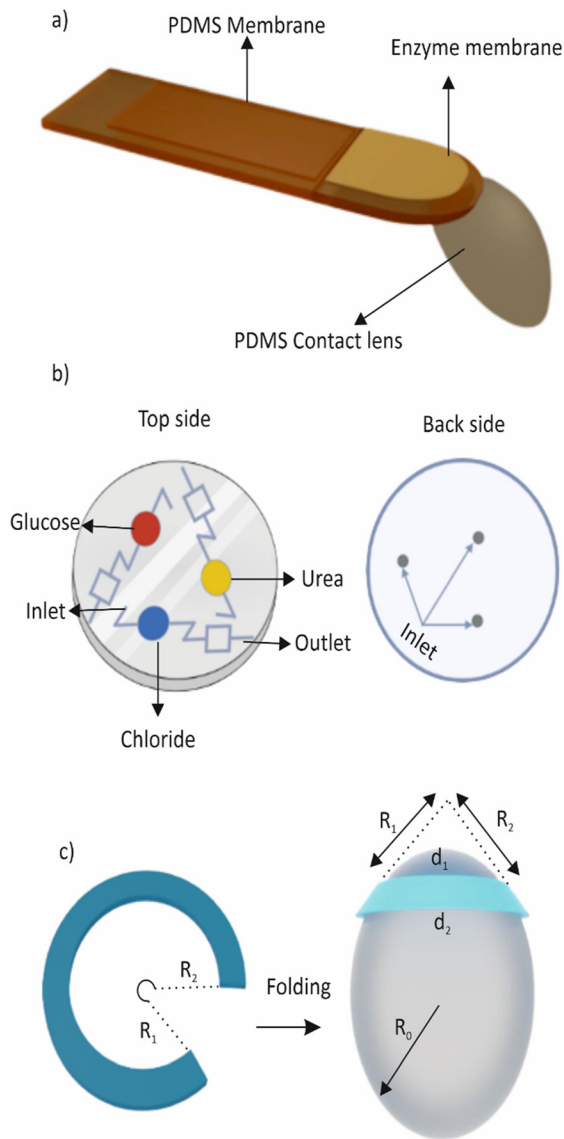 a)
PDMS Membrane
Enzyme membrane
PDMS Contact lens
b)
Top side
Back side
Glucose
Urea
Inlet
Inlet
Outlet
Chloride
c)
R₁
R₂
d₁
d₂
R₂
R₁
Folding
R₀